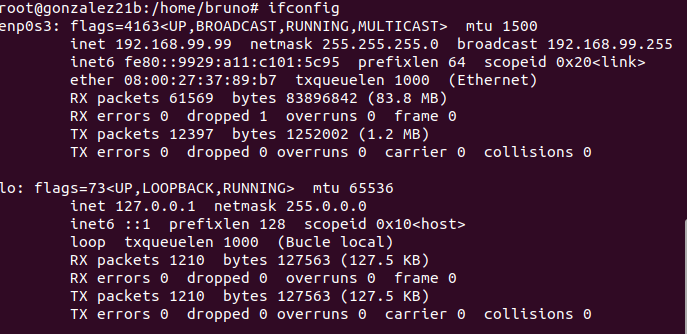 root@gonzalez21b:/home/bruno# ifconfig
enp0s3: flags=4163<UP,BROADCAST,RUNNING,MULTICAST>  mtu 1500
inet 192.168.99.99  netmask 255.255.255.0  broadcast 192.168.99.255
inet6 fe80::9929:a11:c101:5c95  prefixlen 64  scopeid 0x20<link>
ether 08:00:27:37:89:b7  txqueuelen 1000  (Ethernet)
RX packets 61569  bytes 83896842 (83.8 MB)
RX errors 0  dropped 1  overruns 0  frame 0
TX packets 12397  bytes 1252002 (1.2 MB)
TX errors 0  dropped 0 overruns 0  carrier 0  collisions 0
lo: flags=73<UP,LOOPBACK,RUNNING>  mtu 65536
inet 127.0.0.1  netmask 255.0.0.0
inet6 ::1  prefixlen 128  scopeid 0x10<host>
loop  txqueuelen 1000  (Bucle local)
RX packets 1210  bytes 127563 (127.5 KB)
RX errors 0  dropped 0  overruns 0  frame 0
TX packets 1210  bytes 127563 (127.5 KB)
TX errors 0  dropped 0 overruns 0  carrier 0  collisions 0